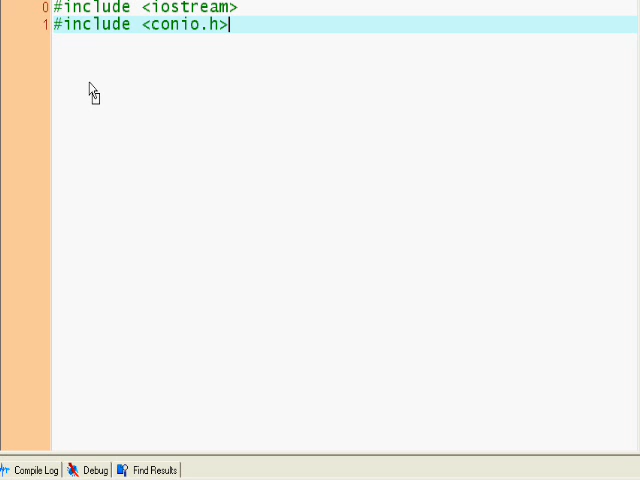 0 #include <iostream>
1 #include <conio.h>
Compile Log Debug Find Results